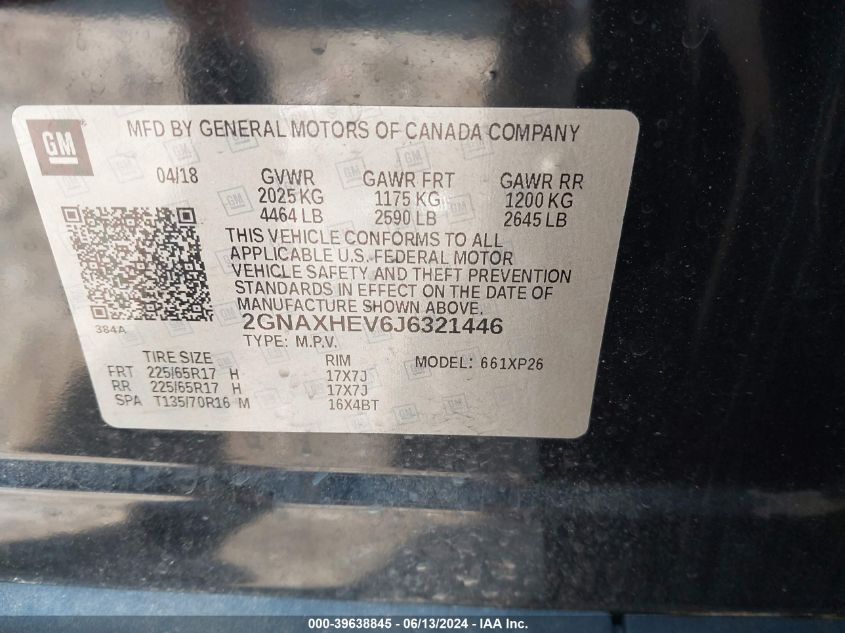 GM
MFD BY GENERAL MOTORS OF CANADA COMPANY
04/18 GVWR GAWR FRT GAWR RR
2025 KG 1175 KG 1200 KG
4464 LB 2590 LB 2645 LB
THIS VEHICLE CONFORMS TO ALL
APPLICABLE U.S. FEDERAL MOTOR
VEHICLE SAFETY AND THEFT PREVENTION
STANDARDS IN EFFECT ON THE DATE OF
MANUFACTURE SHOWN ABOVE.
384A 2GNAXHEV6J6321446
TYPE: M.P.V.
TIRE SIZE RIM MODEL: 661XP26
FRT 225/65R17 H 17X7J
RR 225/65R17 H 17X7J
SPA T135/70R16 M 16X4BT
000-39638845 - 06/13/2024 - IAA Inc.